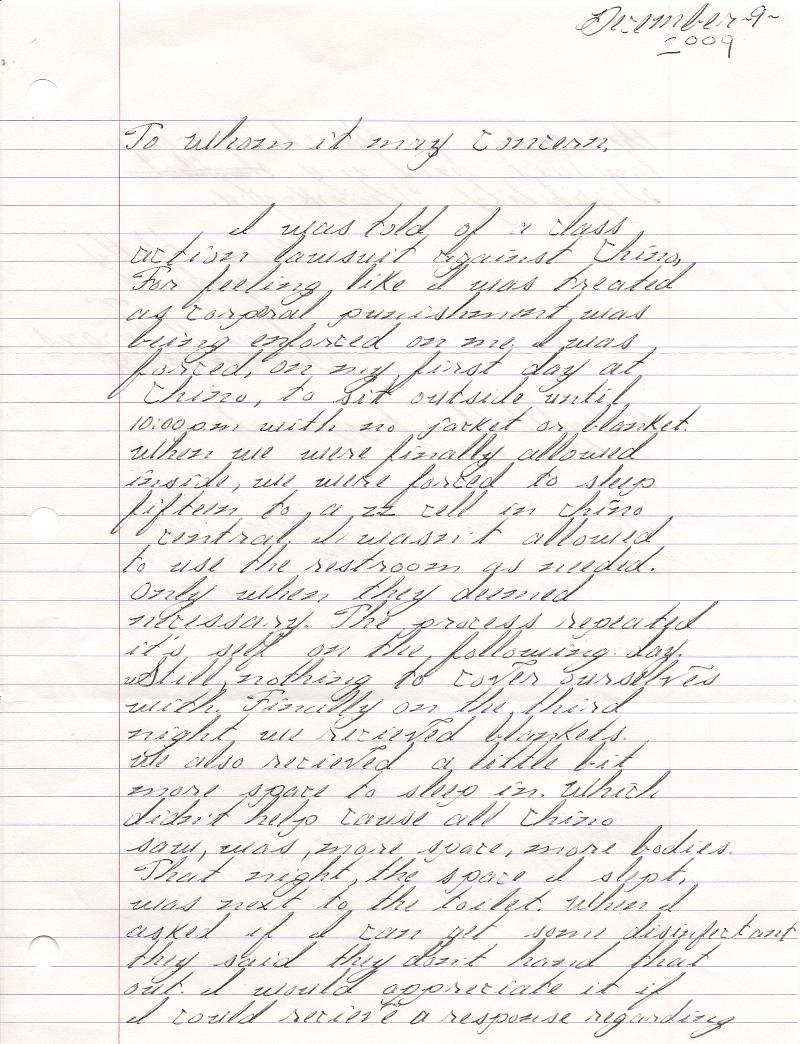 December-9-
2009
To whom it may concern,
I was told of a class
action lawsuit against Chino,
For feeling like I was treated
as corperal punishment was
being enforced on me, I was
forced, on my first day at
Chino, to sit outside until
10:00pm with no jacket or blanket.
When we were finally allowed
inside, we were forced to sleep
fifteen to a zz cell in chino
central. I wasn't allowed
to use the restroom as needed.
Only when they deemed
necessary. The process repeated
it's self on the following day.
Still, nothing to cover ourselves
with. Finally on the third
night we recieved blankets.
We also recieved a little bit
more space to sleep in. Which
didn't help cause all Chino
saw, was, more space, more bodies.
That night, the space I slept,
was next to the toilet. When I
asked if I can get some disinfectant
they said they don't hand that
out. I would appreciate it if
I could recieve a response regarding